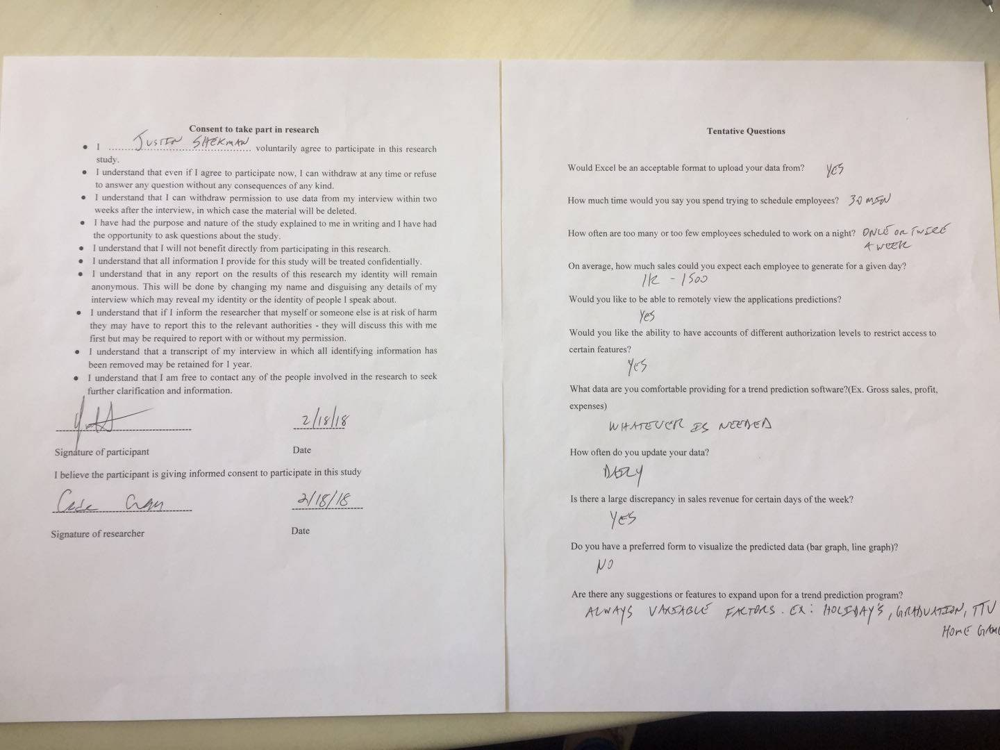 Consent to take part in research
● I JUSTIN SHEKMAN voluntarily agree to participate in this research
study.
● I understand that even if I agree to participate now, I can withdraw at any time or refuse
to answer any question without any consequences of any kind.
● I understand that I can withdraw permission to use data from my interview within two
weeks after the interview, in which case the material will be deleted.
● I have had the purpose and nature of the study explained to me in writing and I have had
the opportunity to ask questions about the study.
● I understand that I will not benefit directly from participating in this research.
● I understand that all information I provide for this study will be treated confidentially.
● I understand that in any report on the results of this research my identity will remain
anonymous. This will be done by changing my name and disguising any details of my
interview which may reveal my identity or the identity of people I speak about.
● I understand that if I inform the researcher that myself or someone else is at risk of harm
they may have to report this to the relevant authorities - they will discuss this with me
first but may be required to report with or without my permission.
● I understand that a transcript of my interview in which all identifying information has
been removed may be retained for 1 year.
● I understand that I am free to contact any of the people involved in the research to seek
further clarification and information.
2/18/18
Signature of participant Date
I believe the participant is giving informed consent to participate in this study
2/18/18
Signature of researcher Date
Tentative Questions
Would Excel be an acceptable format to upload your data from? YES
How much time would you say you spend trying to schedule employees? 30 MIN
How often are too many or too few employees scheduled to work on a night? ONCE OR TWICE
A WEEK
On average, how much sales could you expect each employee to generate for a given day?
1K - 1500
Would you like to be able to remotely view the applications predictions?
Yes
Would you like the ability to have accounts of different authorization levels to restrict access to
certain features?
YES
What data are you comfortable providing for a trend prediction software?(Ex. Gross sales, profit,
expenses)
WHATEVER IS NEEDED
How often do you update your data?
DAILY
Is there a large discrepancy in sales revenue for certain days of the week?
YES
Do you have a preferred form to visualize the predicted data (bar graph, line graph)?
NO
Are there any suggestions or features to expand upon for a trend prediction program?
ALWAYS VARIABLE FACTORS. EX: HOLIDAY'S, GRADUATION, TTU
HOME GAME